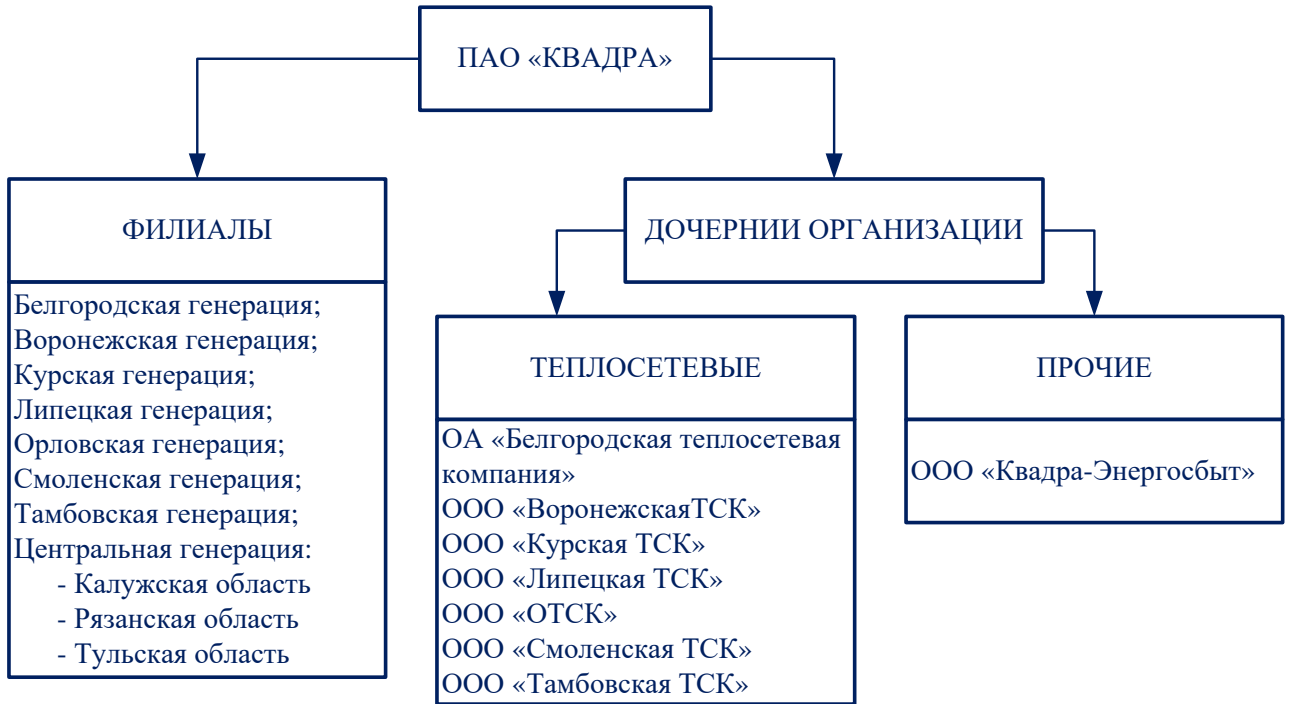 ПАО «КВАДРА»
ФИЛИАЛЫ
Белгородская генерация;
Воронежская генерация;
Курская генерация;
Липецкая генерация;
Орловская генерация;
Смоленская генерация;
Тамбовская генерация;
Центральная генерация:
- Калужская область
- Рязанская область
- Тульская область
ДОЧЕРНИИ ОРГАНИЗАЦИИ
ТЕПЛОСЕТЕВЫЕ
ОА «Белгородская теплосетевая
компания»
ООО «ВоронежскаяТСК»
ООО «Курская ТСК»
ООО «Липецкая ТСК»
ООО «ОТСК»
ООО «Смоленская ТСК»
ООО «Тамбовская ТСК»
ПРОЧИЕ
ООО «Квадра-Энергосбыт»